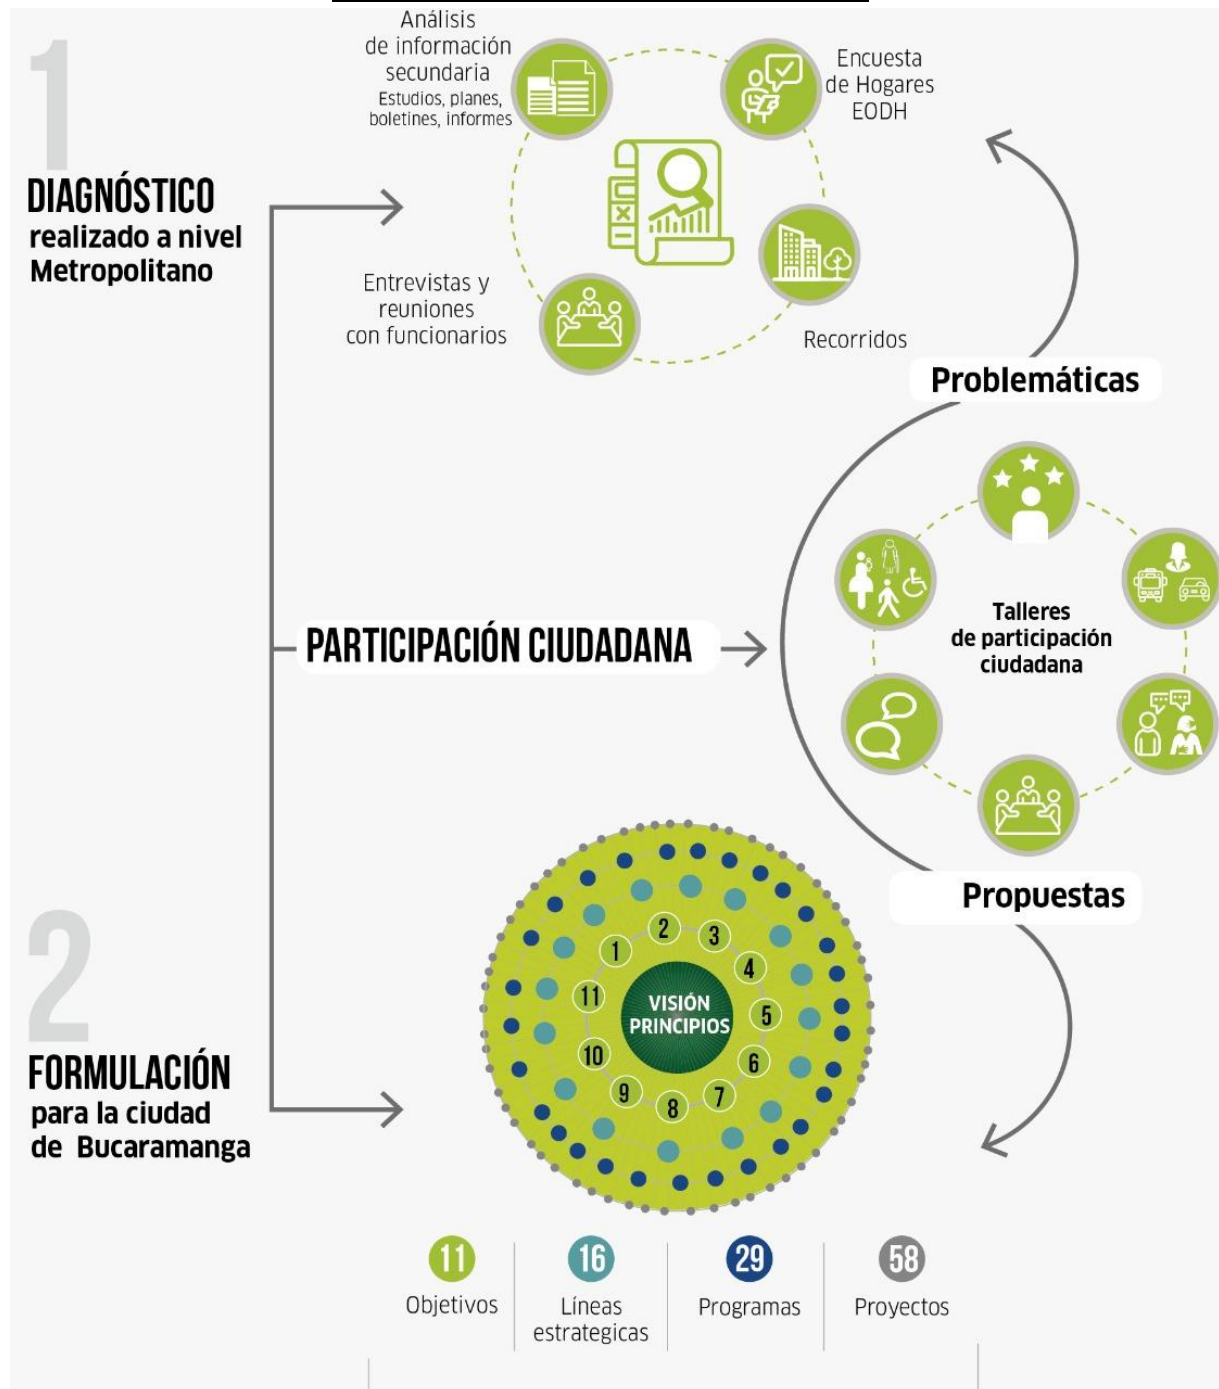 1
DIAGNÓSTICO
realizado a nivel
Metropolitano
Análisis
de información
secundaria
Estudios, planes,
boletines, informes
Encuesta
de Hogares
EODH
Entrevistas y
reuniones
con funcionarios
Recorridos
Problemáticas
PARTICIPACIÓN CIUDADANA
Talleres
de participación
ciudadana
Propuestas
2
FORMULACIÓN
para la ciudad
de Bucaramanga
VISIÓN
PRINCIPIOS
1
2
3
4
5
6
7
8
9
10
11
11
Objetivos
16
Líneas
estrategicas
29
Programas
58
Proyectos